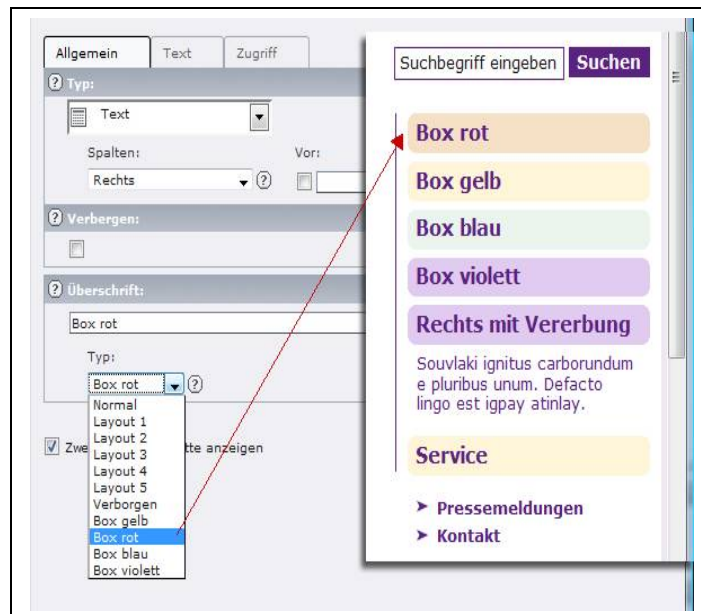 Allgemein Text Zugriff
Typ:
Text
Spalten: Vor:
Rechts
Verbergen:
Überschrift:
Box rot
Typ:
Box rot
Normal
Layout 1
Layout 2
Layout 3
Layout 4
Layout 5
Verborgen
Box gelb
Box rot
Box blau
Box violett
tte anzeigen
Suchbegriff eingeben Suchen
Box rot
Box gelb
Box blau
Box violett
Rechts mit Vererbung
Souvlaki ignitus carborundum
e pluribus unum. Defacto
lingo est igpay atinlay.
Service
Pressemeldungen
Kontakt